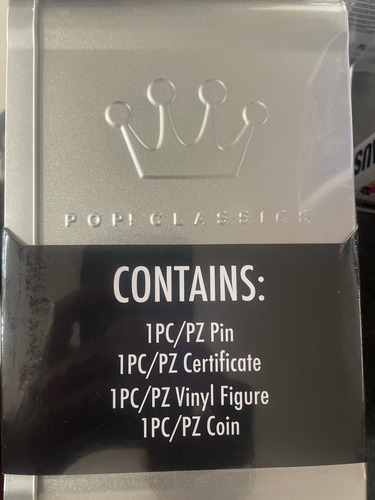 POP! CLASSICS
CONTAINS:
1PC/PZ Pin
1PC/PZ Certificate
1PC/PZ Vinyl Figure
1PC/PZ Coin